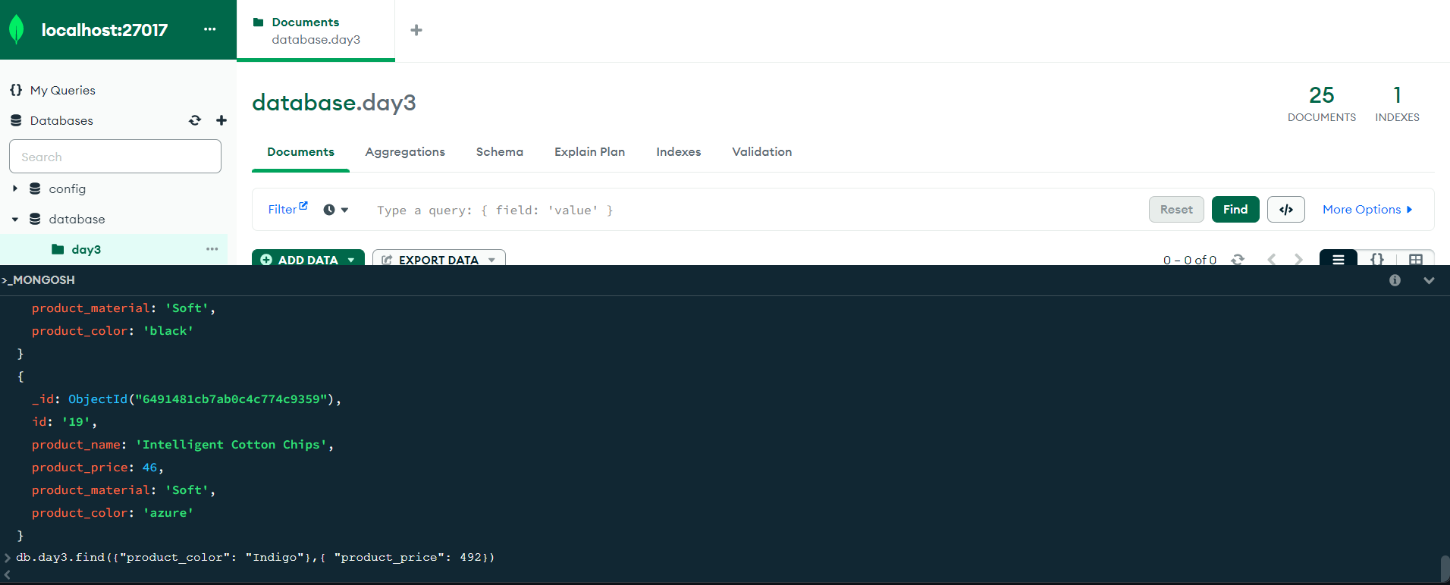 localhost:27017 ...
Documents
database.day3
+
My Queries
Databases
Search
config
database
day3 ...
database.day3
25
DOCUMENTS
1
INDEXES
Documents Aggregations Schema Explain Plan Indexes Validation
Filter Type a query: { field: 'value' } Reset Find </> More Options
ADD DATA EXPORT DATA 0 – 0 of 0 {}
>_MONGOSH
product_material: 'Soft',
product_color: 'black'
}
{
_id: ObjectId("6491481cb7ab0c4c774c9359"),
id: '19',
product_name: 'Intelligent Cotton Chips',
product_price: 46,
product_material: 'Soft',
product_color: 'azure'
}
> db.day3.find({"product_color": "Indigo"},{ "product_price": 492})
<